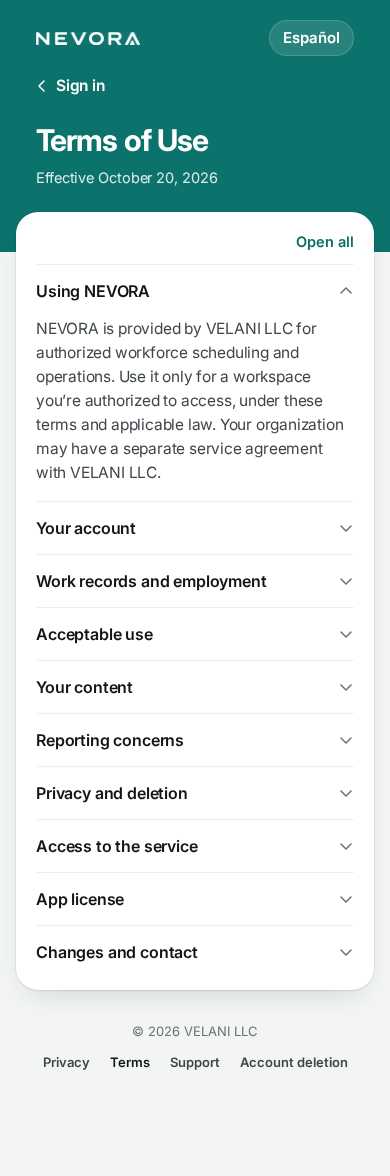 NEVORA
Español
Sign in
Terms of Use
Effective October 20, 2026
Open all
Using NEVORA
NEVORA is provided by VELANI LLC for
authorized workforce scheduling and
operations. Use it only for a workspace
you’re authorized to access, under these
terms and applicable law. Your organization
may have a separate service agreement
with VELANI LLC.
Your account
Work records and employment
Acceptable use
Your content
Reporting concerns
Privacy and deletion
Access to the service
App license
Changes and contact
© 2026 VELANI LLC
Privacy Terms Support Account deletion